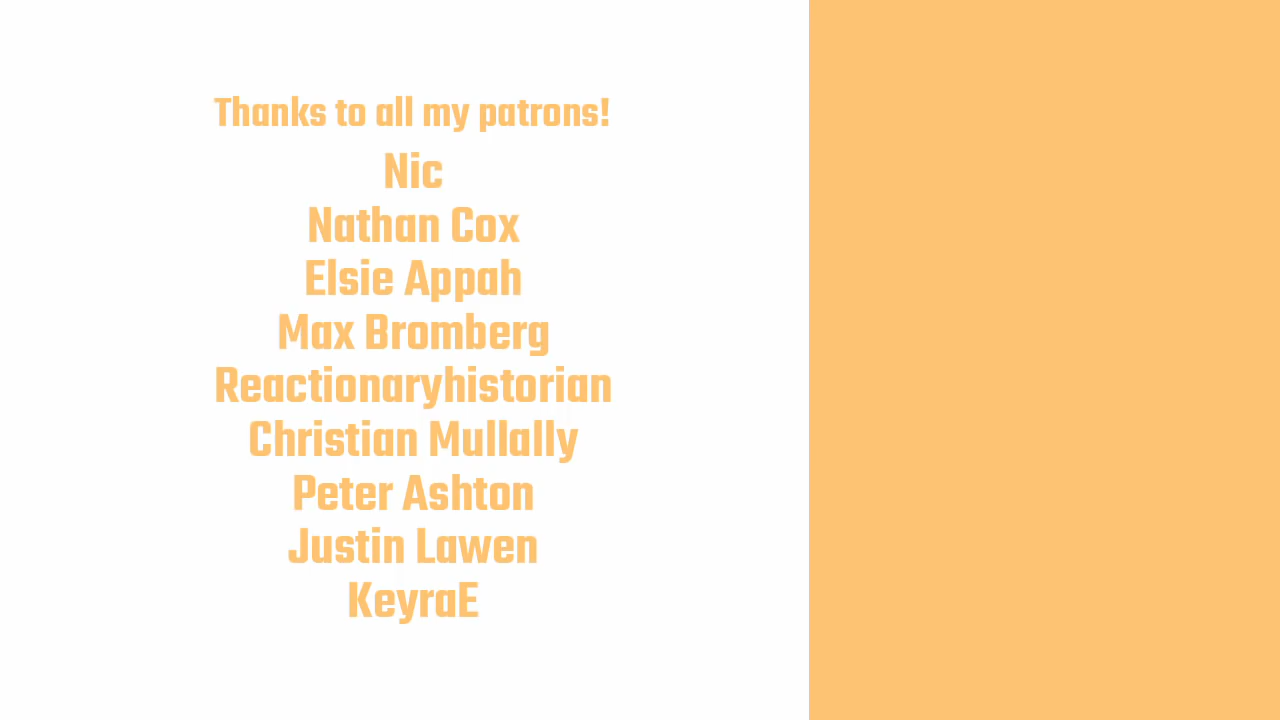 Thanks to all my patrons!
Nic
Nathan Cox
Elsie Appah
Max Bromberg
Reactionaryhistorian
Christian Mullally
Peter Ashton
Justin Lawen
KeyraE